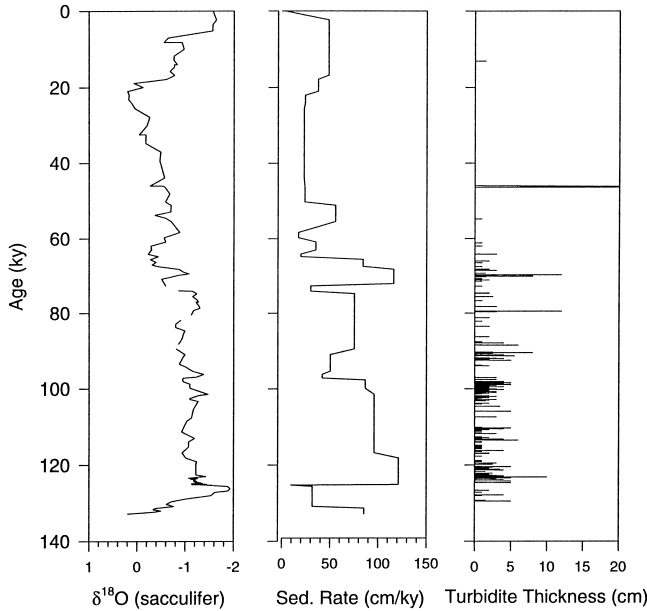 0
20
40
60
80
100
120
140
Age (ky)
1 0 -1 -2
δ¹⁸O (sacculifer)
0 50 100 150
Sed. Rate (cm/ky)
0 5 10 15 20
Turbidite Thickness (cm)